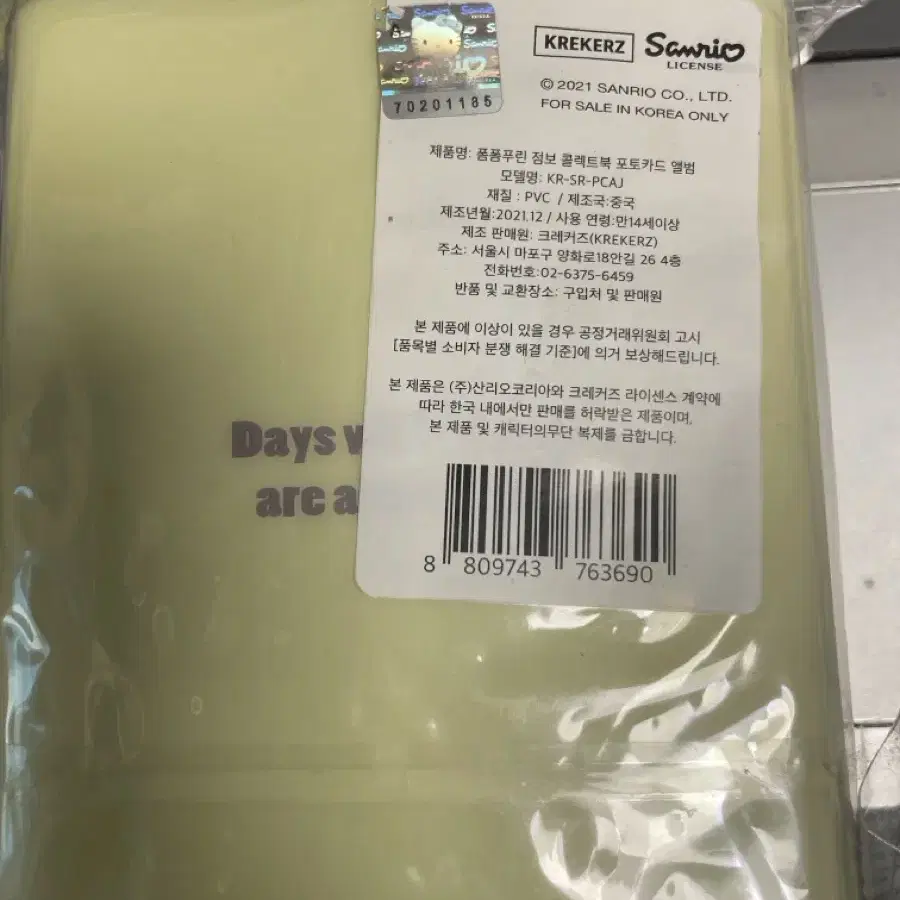 Sanrio
70201185
KREKERZ Sanrio
LICENSE
© 2021 SANRIO CO., LTD.
FOR SALE IN KOREA ONLY
제품명: 폼폼푸린 점보 콜렉트북 포토카드 앨범
모델명: KR-SR-PCAJ
재질 : PVC / 제조국:중국
제조년월:2021.12 / 사용 연령:만14세이상
제조 판매원: 크레커즈(KREKERZ)
주소: 서울시 마포구 양화로18안길 26 4층
전화번호:02-6375-6459
반품 및 교환장소: 구입처 및 판매원
본 제품에 이상이 있을 경우 공정거래위원회 고시
[품목별 소비자 분쟁 해결 기준]에 의거 보상해드립니다.
본 제품은 (주)산리오코리아와 크레커즈 라이센스 계약에
따라 한국 내에서만 판매를 허락받은 제품이며,
본 제품 및 캐릭터의무단 복제를 금합니다.
Days
are a
8 809743 763690